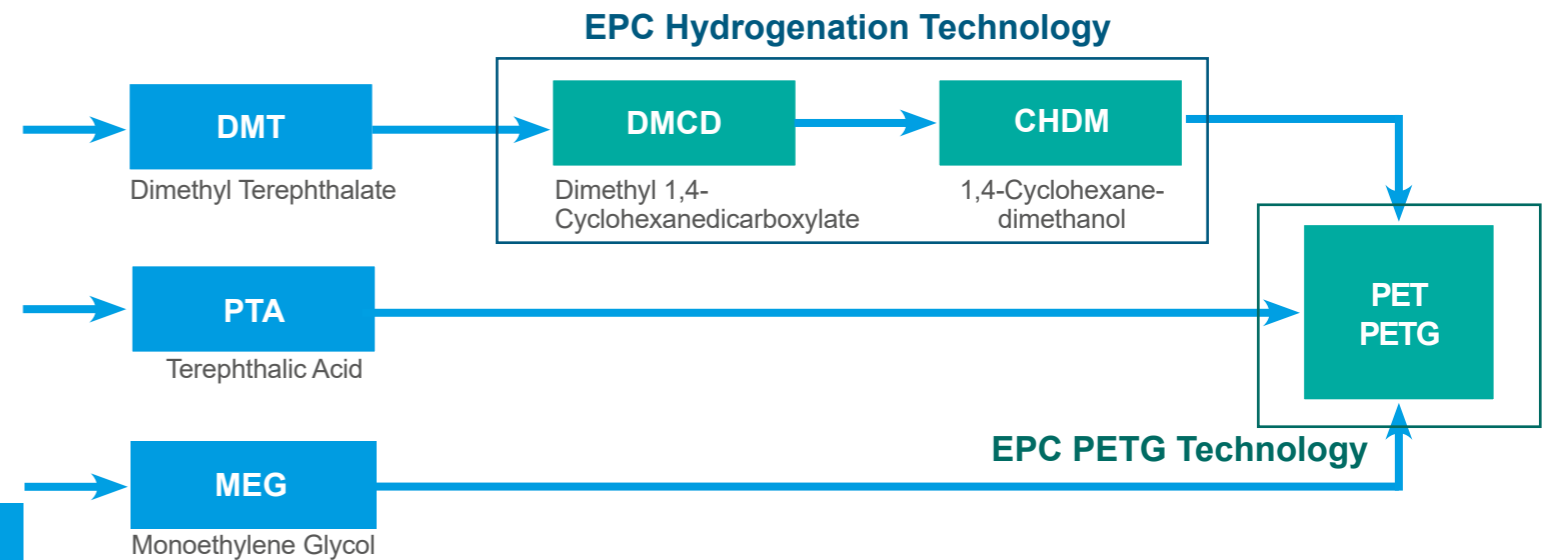 EPC Hydrogenation Technology
DMT
Dimethyl Terephthalate
DMCD
Dimethyl 1,4-
Cyclohexanedicarboxylate
CHDM
1,4-Cyclohexane-
dimethanol
PTA
Terephthalic Acid
PET
PETG
EPC PETG Technology
MEG
Monoethylene Glycol